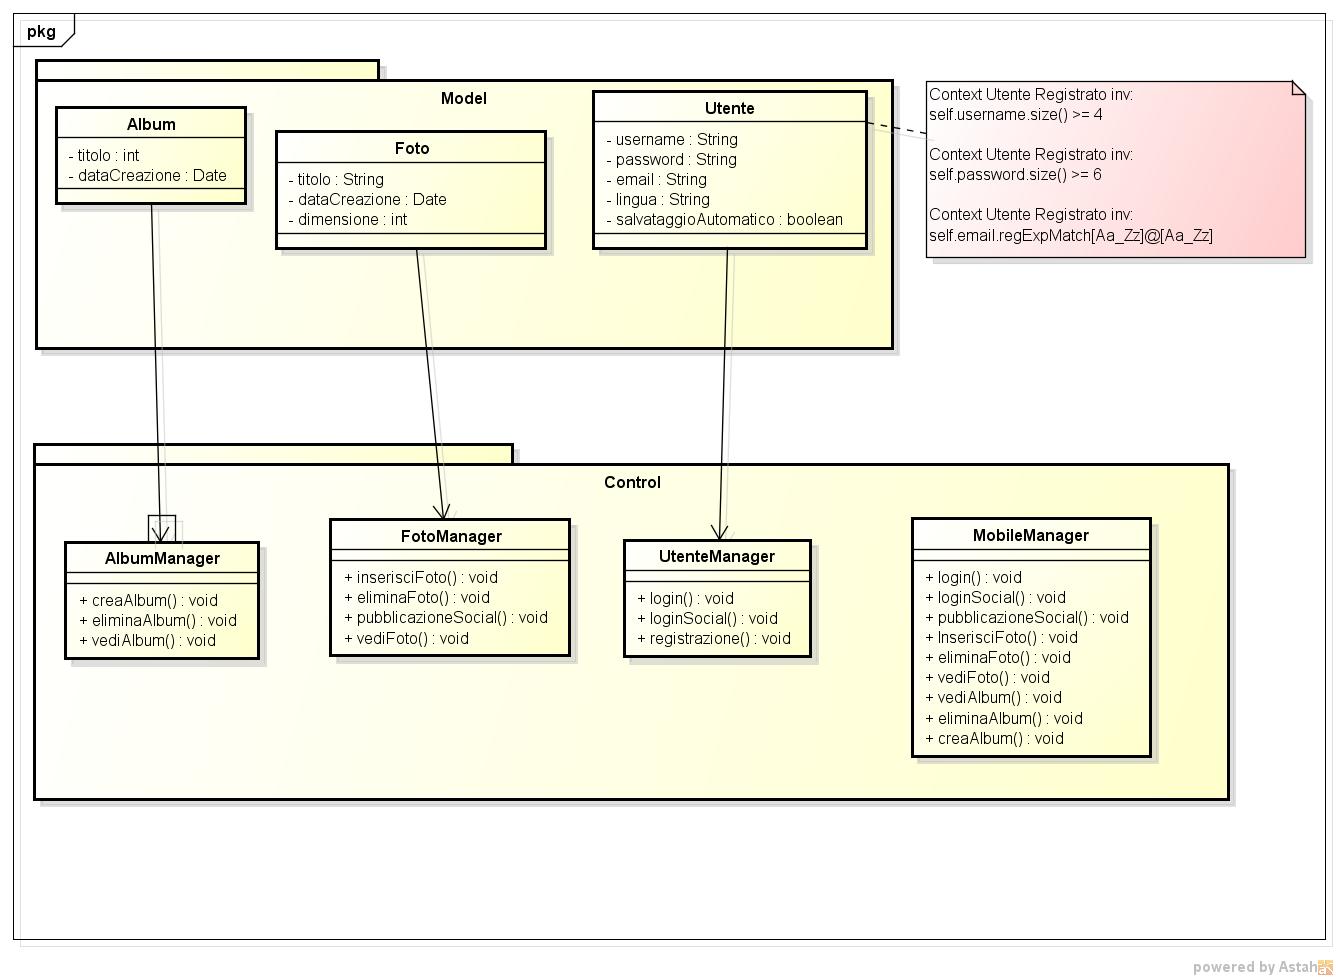 pkg
Model
Album
- titolo : int
- dataCreazione : Date
Foto
- titolo : String
- dataCreazione : Date
- dimensione : int
Utente
- username : String
- password : String
- email : String
- lingua : String
- salvataggioAutomatico : boolean
Context Utente Registrato inv:
self.username.size() >= 4
Context Utente Registrato inv:
self.password.size() >= 6
Context Utente Registrato inv:
self.email.regExpMatch[Aa_Zz]@[Aa_Zz]
Control
AlbumManager
+ creaAlbum() : void
+ eliminaAlbum() : void
+ vediAlbum() : void
FotoManager
+ inserisciFoto() : void
+ eliminaFoto() : void
+ pubblicazioneSocial() : void
+ vediFoto() : void
UtenteManager
+ login() : void
+ loginSocial() : void
+ registrazione() : void
MobileManager
+ login() : void
+ loginSocial() : void
+ pubblicazioneSocial() : void
+ InserisciFoto() : void
+ eliminaFoto() : void
+ vediFoto() : void
+ vediAlbum() : void
+ eliminaAlbum() : void
+ creaAlbum() : void
powered by Astah